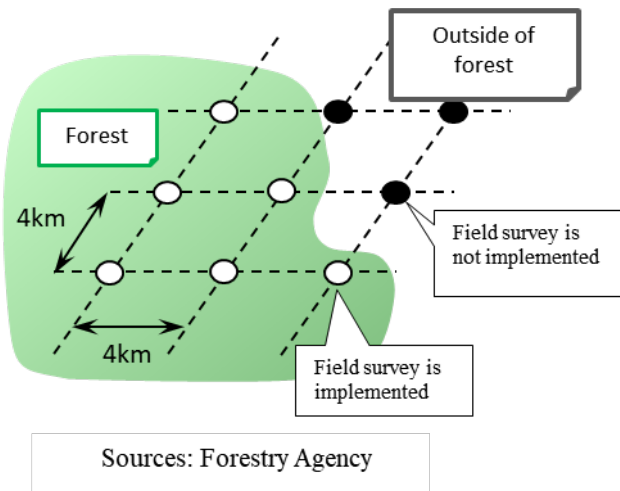 Outside of
forest
Forest
4km
Field survey is
not implemented
4km
Field survey is
implemented
Sources: Forestry Agency